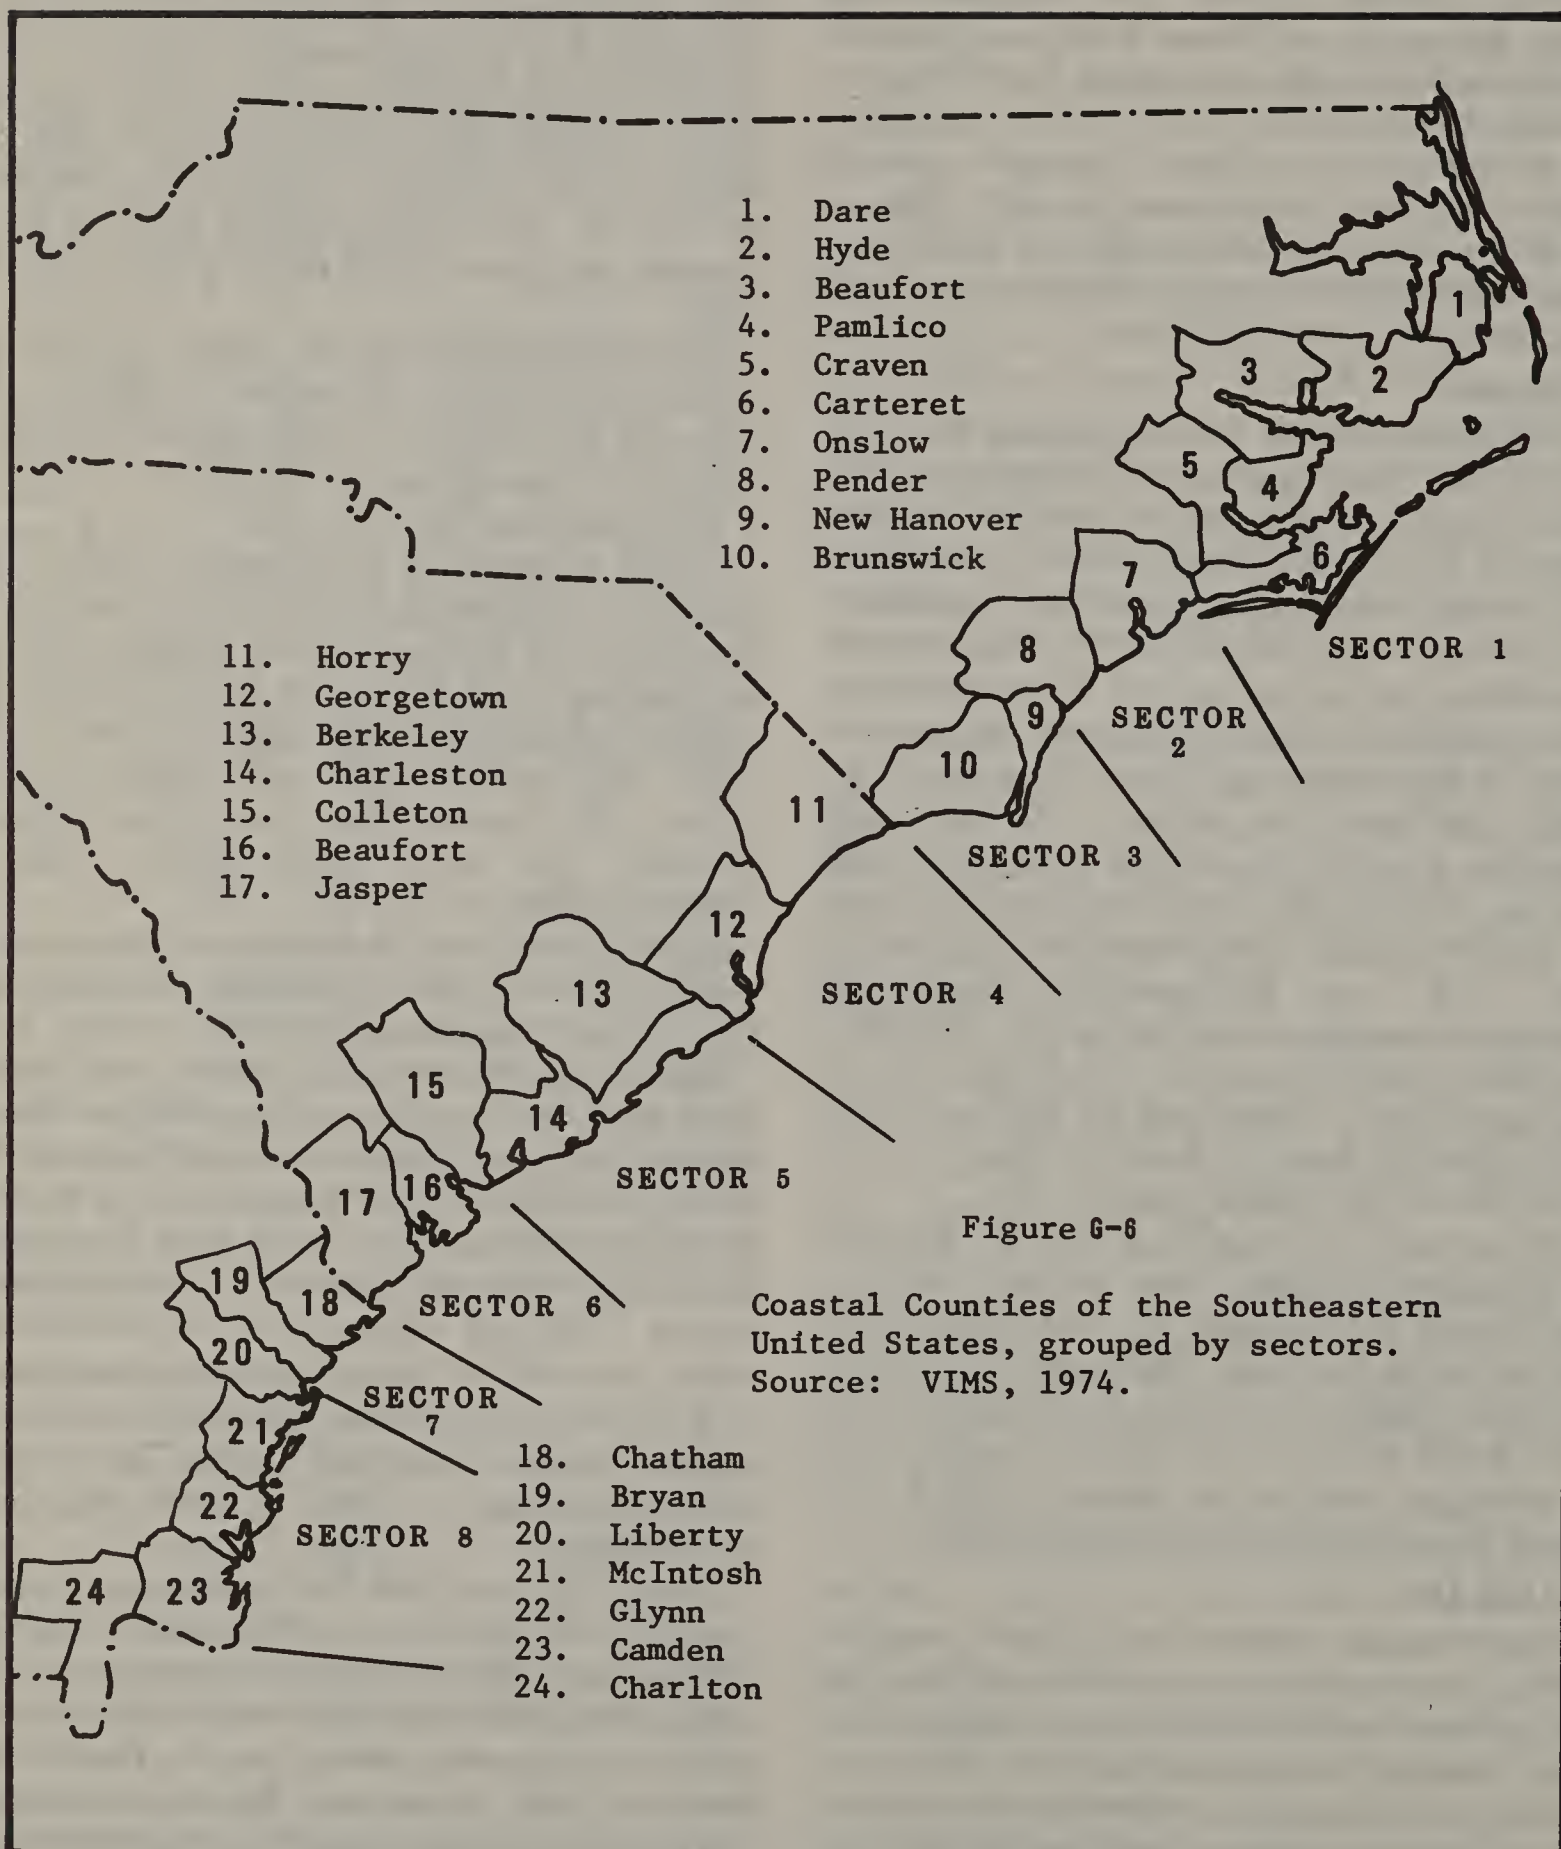 1. Dare
2. Hyde
3. Beaufort
4. Pamlico
5. Craven
6. Carteret
7. Onslow
8. Pender
9. New Hanover
10. Brunswick
11. Horry
12. Georgetown
13. Berkeley
14. Charleston
15. Colleton
16. Beaufort
17. Jasper
1
2
3
4
5
6
7
8
9
10
11
12
13
14
15
16
17
18
19
20
21
22
23
24
SECTOR 1
SECTOR
2
SECTOR 3
SECTOR 4
SECTOR 5
SECTOR 6
SECTOR
7
SECTOR 8
Figure G-6
Coastal Counties of the Southeastern
United States, grouped by sectors.
Source: VIMS, 1974.
18. Chatham
19. Bryan
20. Liberty
21. McIntosh
22. Glynn
23. Camden
24. Charlton